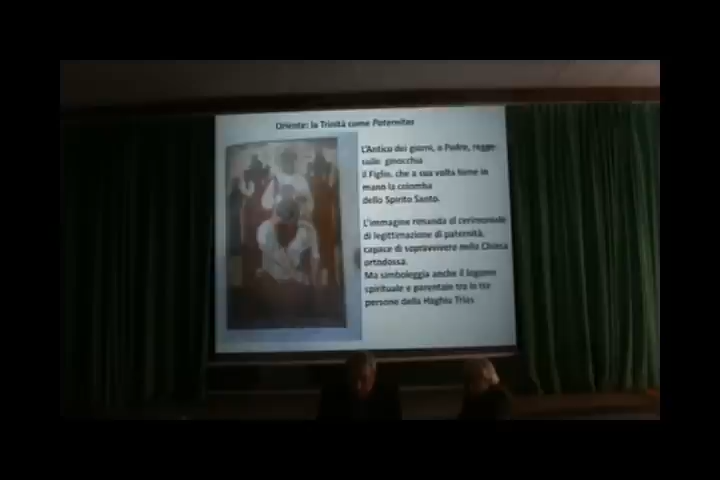 Oriente: la Trinità come Paternitas
L'Antico dei giorni, o Padre, regge
sulle ginocchia
il Figlio, che a sua volta tiene in
mano la colomba
dello Spirito Santo.
L'immagine rimanda al cerimoniale
di legittimazione di paternità,
capace di sopravvivere nella Chiesa
ortodossa.
Ma simboleggia anche il legame
spirituale e parentale tra le tre
persone della Haghia Trias